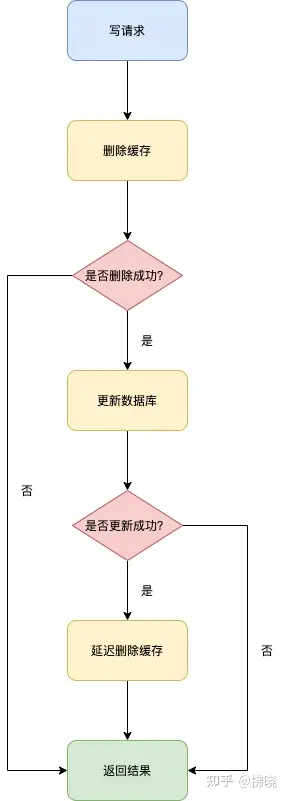 写请求
删除缓存
是否删除成功?
是
更新数据库
否
是否更新成功?
是
延迟删除缓存
否
返回结果
知乎 @拂晓